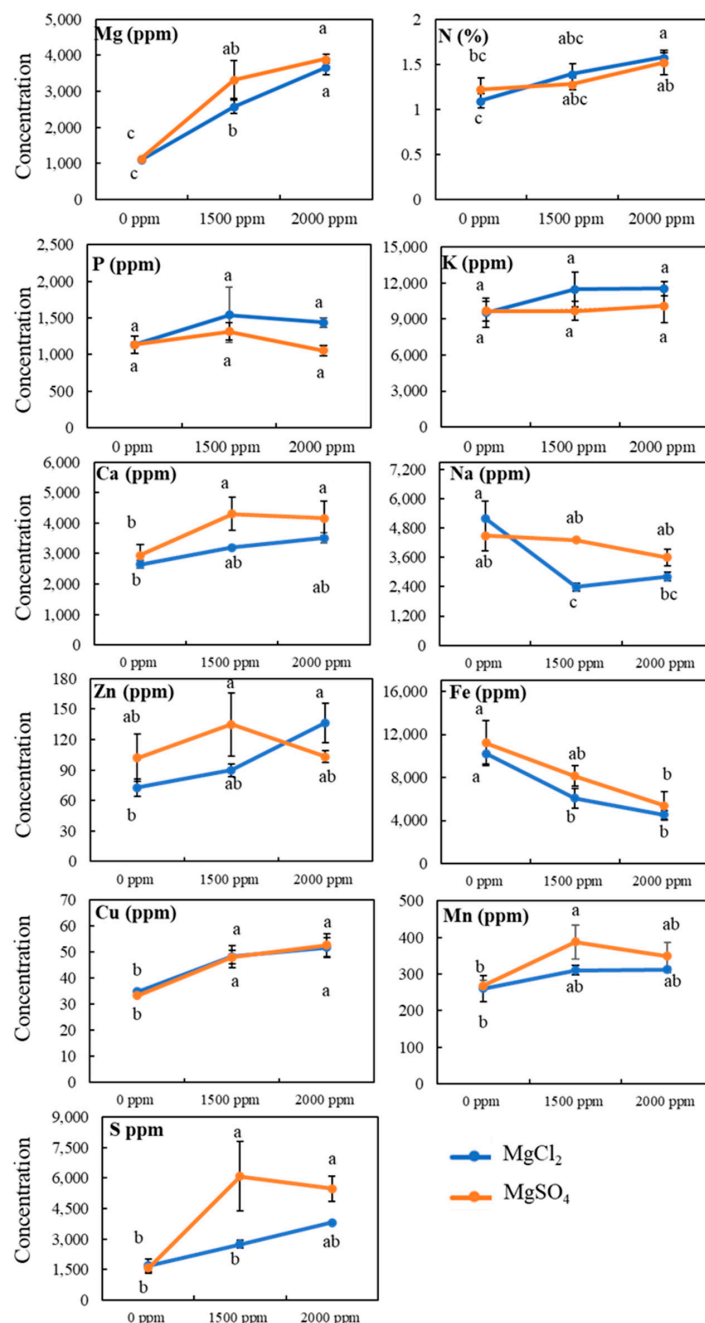 Mg (ppm)
5,000
4,000
3,000
2,000
1,000
0
Concentration
c
c
ab
b
a
a
0 ppm 1500 ppm 2000 ppm
N (%)
2
1.5
1
0.5
0
bc
c
abc
abc
a
ab
0 ppm 1500 ppm 2000 ppm
P (ppm)
2,500
2,000
1,500
1,000
500
0
Concentration
a
a
a
a
a
a
0 ppm 1500 ppm 2000 ppm
K (ppm)
15,000
12,000
9,000
6,000
3,000
0
a
a
a
a
a
a
0 ppm 1500 ppm 2000 ppm
Ca (ppm)
6,000
5,000
4,000
3,000
2,000
1,000
0
Concentration
b
b
a
ab
a
ab
0 ppm 1500 ppm 2000 ppm
Na (ppm)
7,200
6,000
4,800
3,600
2,400
1,200
0
a
ab
ab
c
ab
bc
0 ppm 1500 ppm 2000 ppm
Zn (ppm)
180
150
120
90
60
30
0
Concentration
ab
b
a
ab
a
ab
0 ppm 1500 ppm 2000 ppm
Fe (ppm)
16,000
12,000
8,000
4,000
0
a
a
ab
b
b
b
0 ppm 1500 ppm 2000 ppm
Cu (ppm)
70
60
50
40
30
20
10
0
Concentration
b
b
a
a
a
a
0 ppm 1500 ppm 2000 ppm
Mn (ppm)
500
400
300
200
100
0
b
b
a
ab
ab
ab
0 ppm 1500 ppm 2000 ppm
S ppm
9,000
7,500
6,000
4,500
3,000
1,500
0
Concentration
b
b
a
b
a
ab
0 ppm 1500 ppm 2000 ppm
MgCl₂
MgSO₄